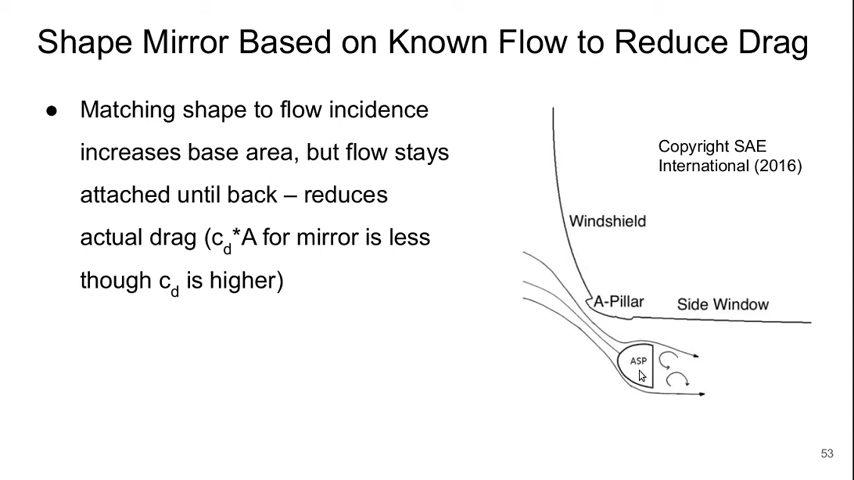 Shape Mirror Based on Known Flow to Reduce Drag
● Matching shape to flow incidence
increases base area, but flow stays
attached until back – reduces
actual drag (cd*A for mirror is less
though cd is higher)
Copyright SAE
International (2016)
Windshield
A-Pillar
Side Window
ASP
53